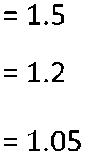 = 1.5
= 1.2
= 1.05